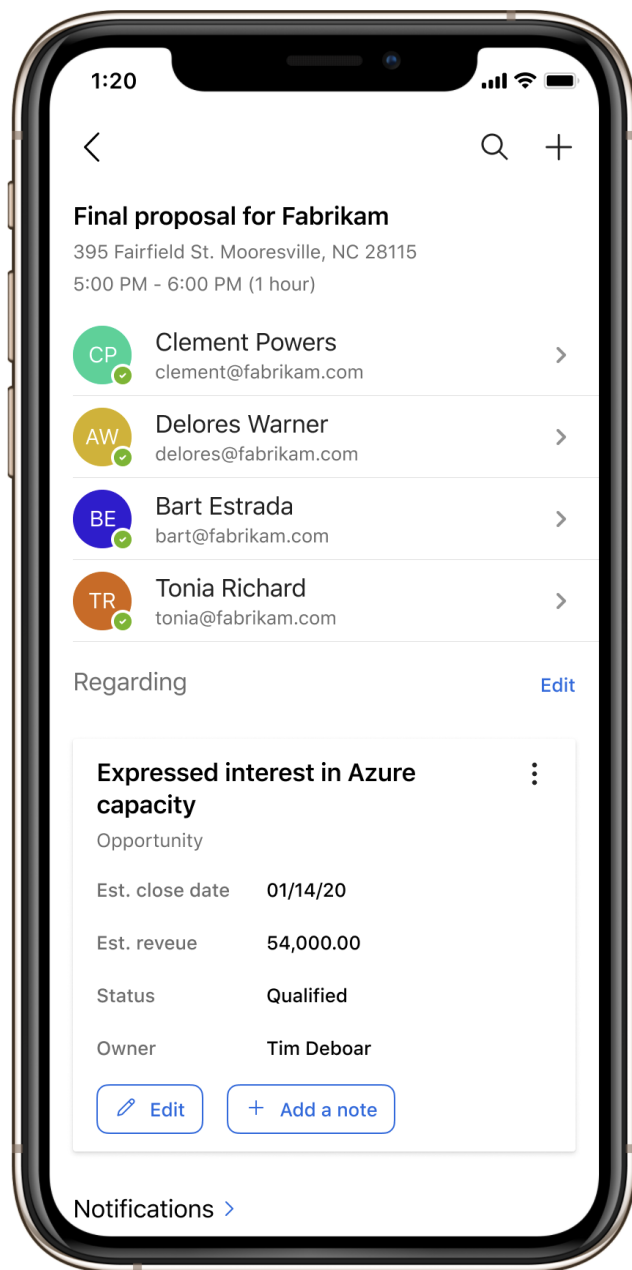 1:20
Final proposal for Fabrikam
395 Fairfield St. Mooresville, NC 28115
5:00 PM - 6:00 PM (1 hour)
CP
Clement Powers
clement@fabrikam.com
AW
Delores Warner
delores@fabrikam.com
BE
Bart Estrada
bart@fabrikam.com
TR
Tonia Richard
tonia@fabrikam.com
Regarding
Edit
Expressed interest in Azure
capacity
Opportunity
Est. close date 01/14/20
Est. reveue 54,000.00
Status Qualified
Owner Tim Deboar
Edit
+ Add a note
Notifications >